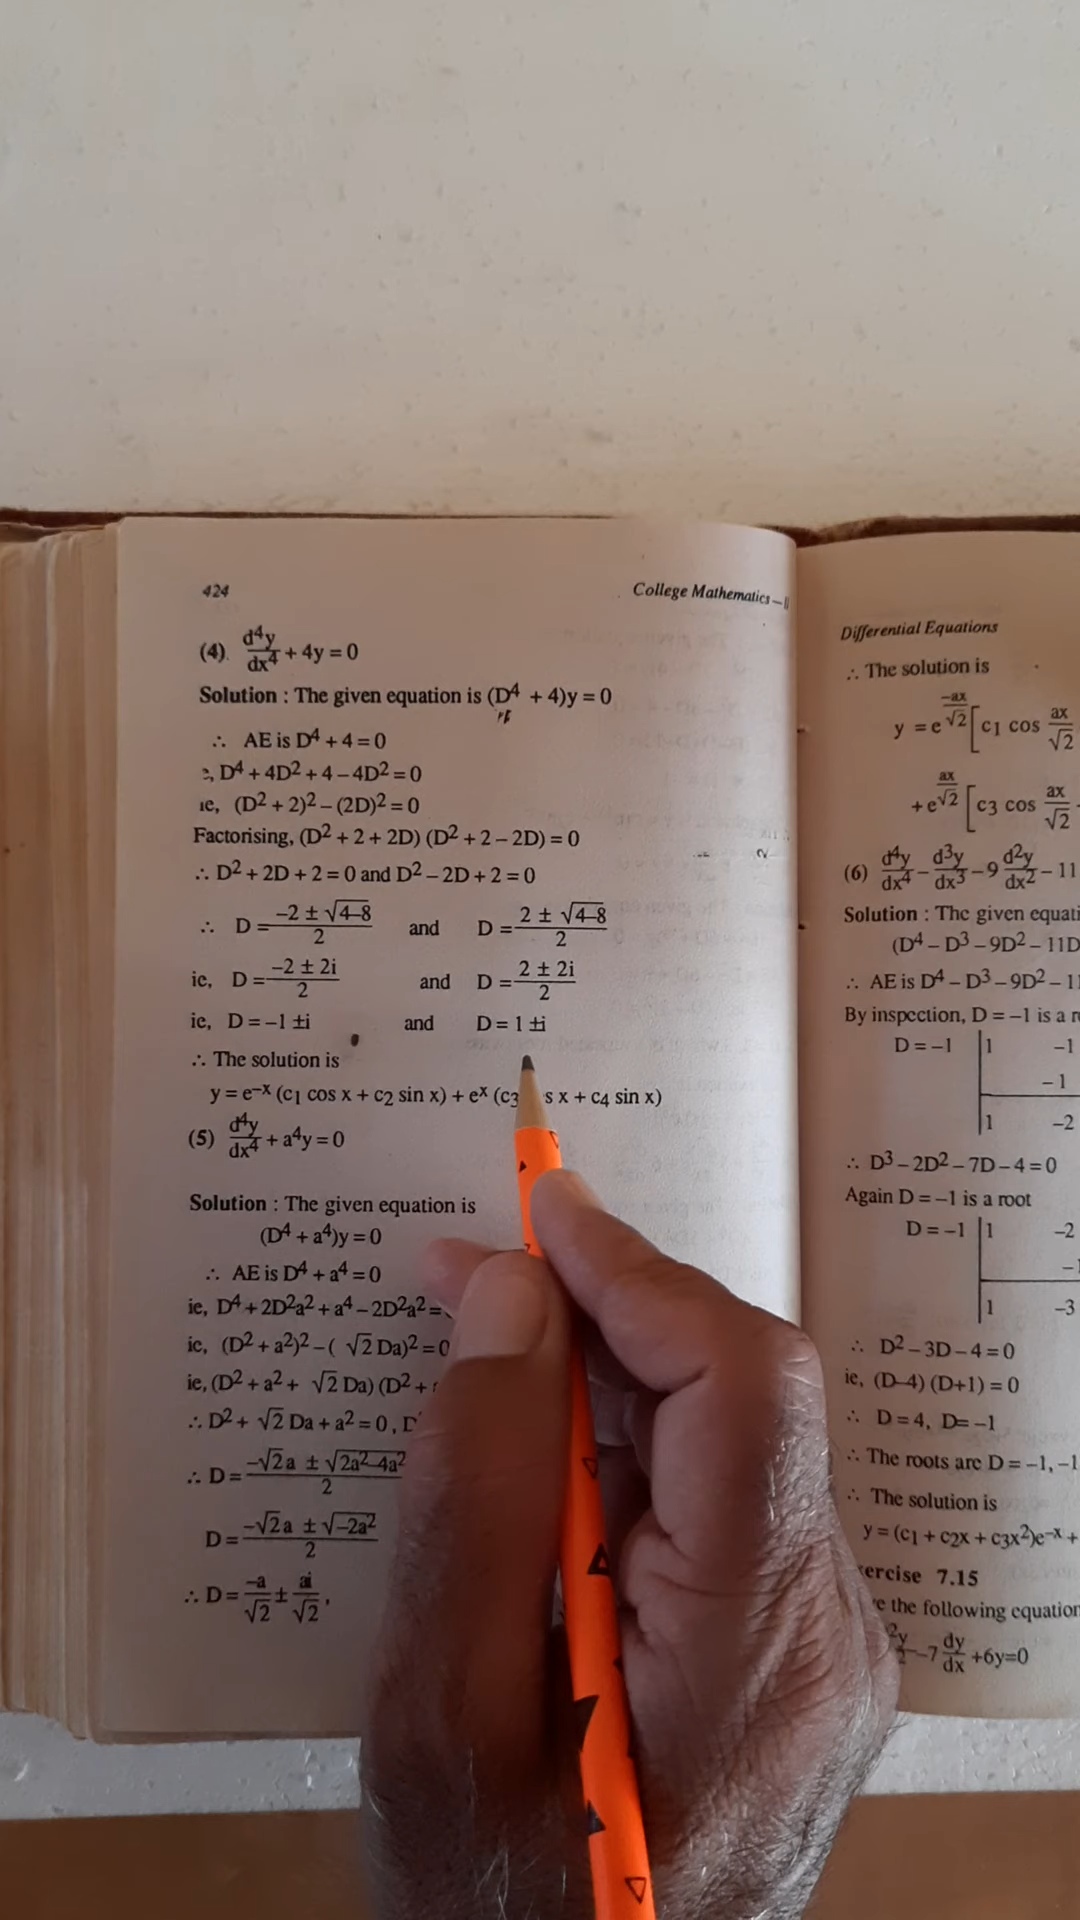 424
College Mathematics – II
(4) d⁴y/dx⁴ + 4y = 0
Solution : The given equation is (D⁴ + 4)y = 0
∴ AE is D⁴ + 4 = 0
D⁴ + 4D² + 4 – 4D² = 0
ie, (D² + 2)² – (2D)² = 0
Factorising, (D² + 2 + 2D) (D² + 2 – 2D) = 0
∴ D² + 2D + 2 = 0 and D² – 2D + 2 = 0
∴ D = (–2 ± √4–8)/2 and D = (2 ± √4–8)/2
ie, D = (–2 ± 2i)/2 and D = (2 ± 2i)/2
ie, D = –1 ±i and D = 1 ±i
∴ The solution is
y = e⁻ˣ (c₁ cos x + c₂ sin x) + eˣ (c₃ s x + c₄ sin x)
(5) d⁴y/dx⁴ + a⁴y = 0
Solution : The given equation is
(D⁴ + a⁴)y = 0
∴ AE is D⁴ + a⁴ = 0
ie, D⁴ + 2D²a² + a⁴ – 2D²a² =
ie, (D² + a²)² – ( √2 Da)² = 0
ie, (D² + a² + √2 Da) (D² +
∴ D² + √2 Da + a² = 0 ,
∴ D = (–√2a ± √2a²–4a²)/2
D = (–√2a ± √–2a²)/2
∴ D = –a/√2 ± ai/√2 ,
Differential Equations
∴ The solution is
y = e^(–ax/√2) [c₁ cos ax/√2
+ e^(ax/√2) [c₃ cos ax/√2
(6) d⁴y/dx⁴ – d³y/dx³ – 9 d²y/dx² – 11
Solution : The given equati
(D⁴ – D³ – 9D² – 11D
∴ AE is D⁴ – D³ – 9D² – 11
By inspection, D = –1 is a r
D = –1 | 1 –1
–1
| 1 –2
∴ D³ – 2D² – 7D – 4 = 0
Again D = –1 is a root
D = –1 | 1 –2
–1
| 1 –3
∴ D² – 3D – 4 = 0
ie, (D–4) (D+1) = 0
∴ D = 4, D= –1
∴ The roots are D = –1, –1
∴ The solution is
y = (c₁ + c₂x + c₃x²)e⁻ˣ +
ercise 7.15
e the following equation
–7 dy/dx +6y=0